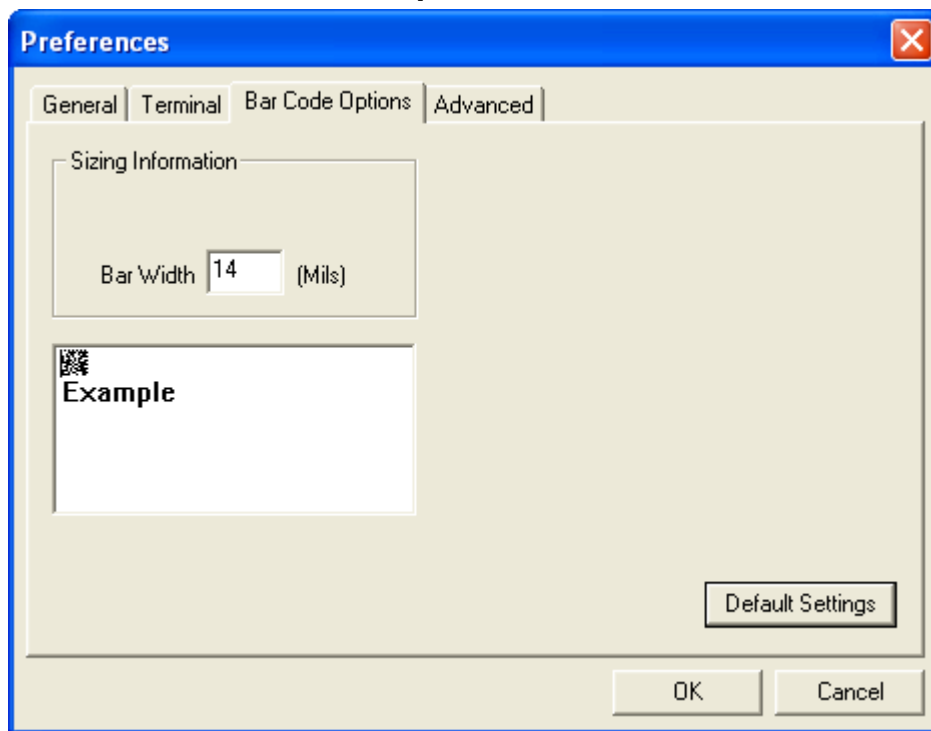 Preferences
General Terminal Bar Code Options Advanced
Sizing Information
Bar Width 14 (Mils)
Example
Default Settings
OK Cancel